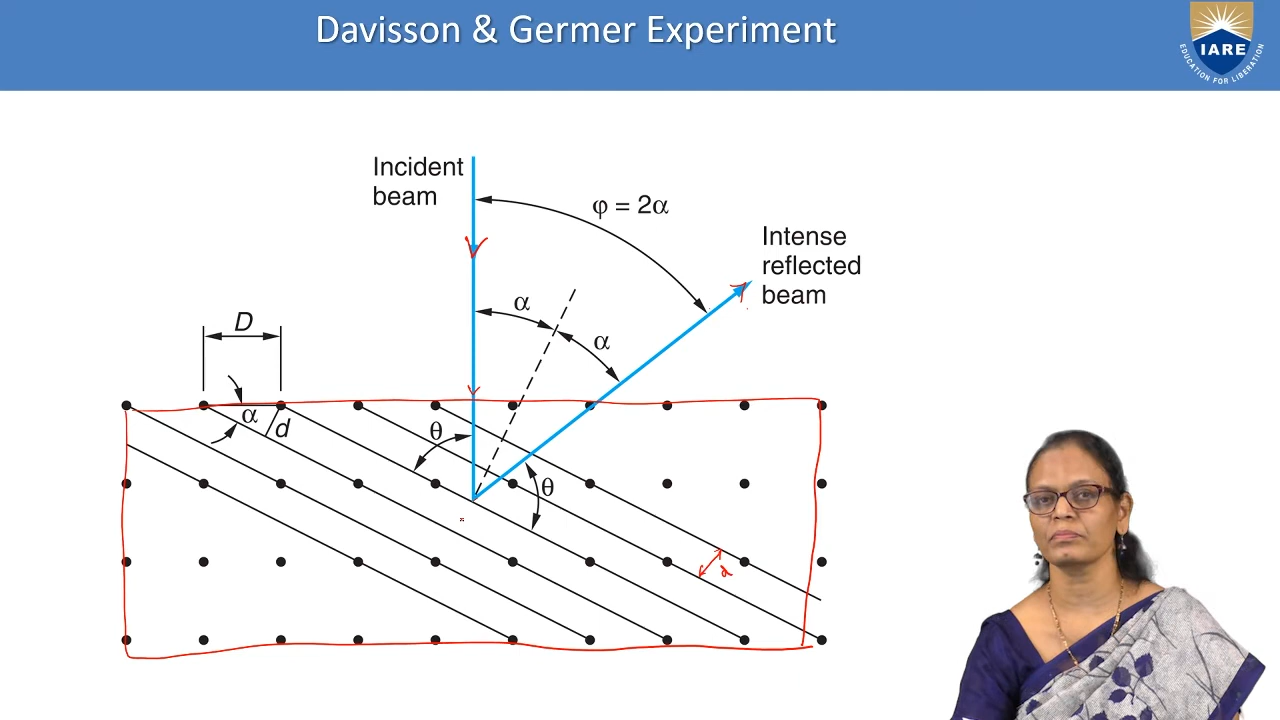 Davisson & Germer Experiment
IARE
EDUCATION FOR LIBERATION
Incident
beam
φ = 2α
Intense
reflected
beam
α
α
D
α
d
θ
θ